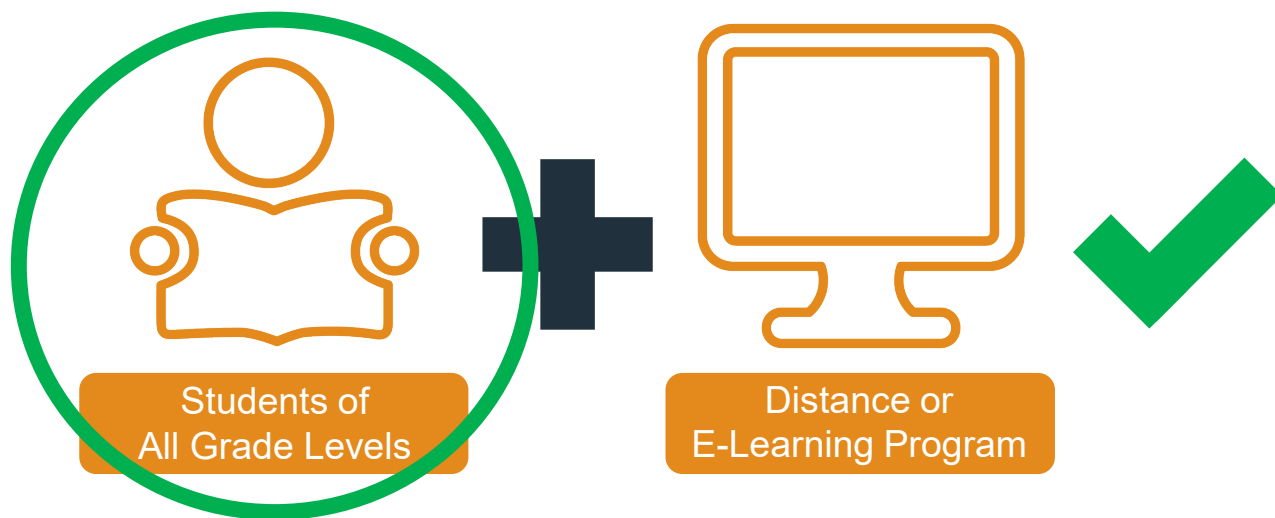 Students of
All Grade Levels
Distance or
E-Learning Program